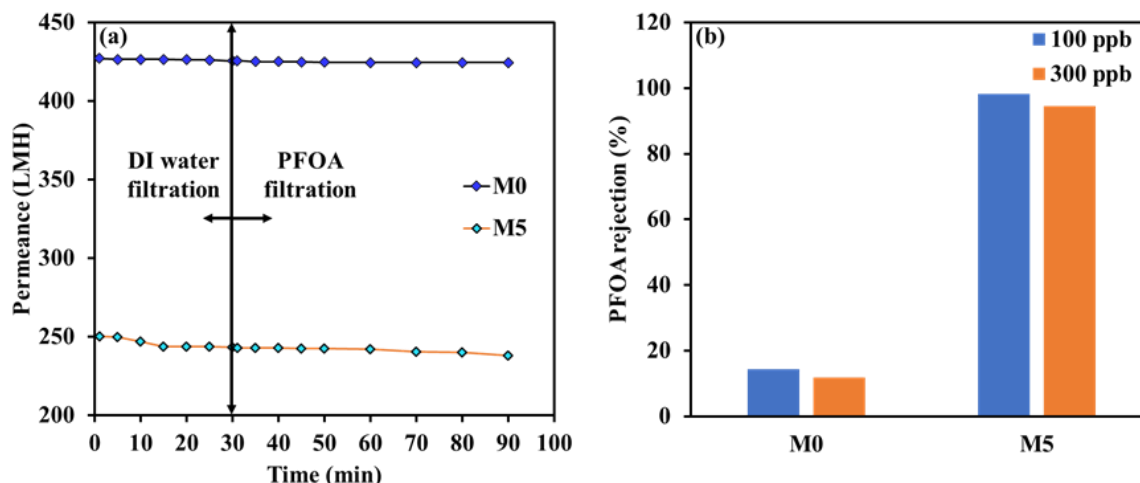 (a)
450
400
350
300
250
200
Permeance (LMH)
DI water
filtration
PFOA
filtration
M0
M5
0 10 20 30 40 50 60 70 80 90 100
Time (min)
(b)
120
100
80
60
40
20
0
PFOA rejection (%)
100 ppb
300 ppb
M0 M5